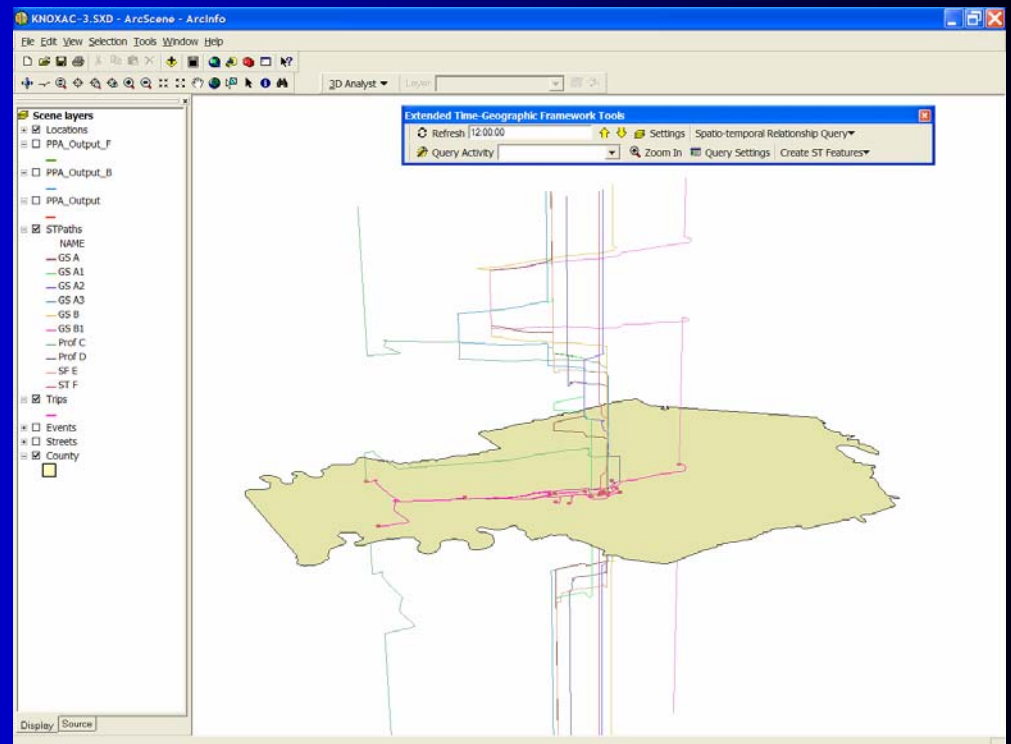 KNOXAC-3.SXD - ArcScene - ArcInfo
File Edit View Selection Tools Window Help
3D Analyst Layer
Extended Time-Geographic Framework Tools
Refresh 12:00:00 Settings Spatio-temporal Relationship Query
Query Activity Zoom In Query Settings Create ST Features
Scene layers
Locations
PPA_Output_F
PPA_Output_B
PPA_Output
STPaths
NAME
GS A
GS A1
GS A2
GS A3
GS B
GS B1
Prof C
Prof D
SF E
ST F
Trips
Events
Streets
County
Display Source